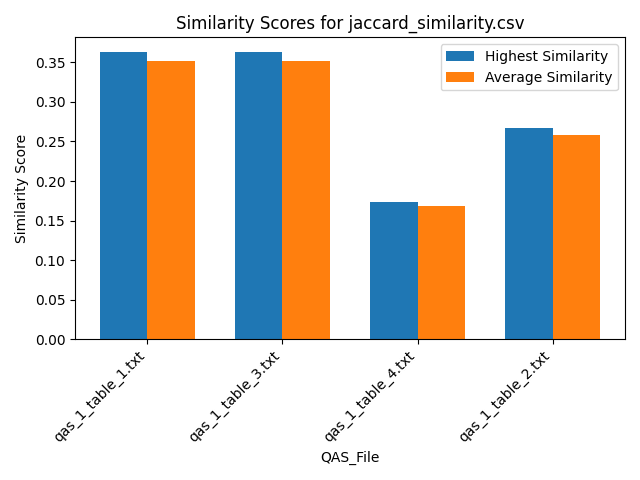 Similarity Scores for jaccard_similarity.csv
Highest Similarity
Average Similarity
Similarity Score
0.35
0.30
0.25
0.20
0.15
0.10
0.05
0.00
qas_1_table_1.txt
qas_1_table_3.txt
qas_1_table_4.txt
qas_1_table_2.txt
QAS_File